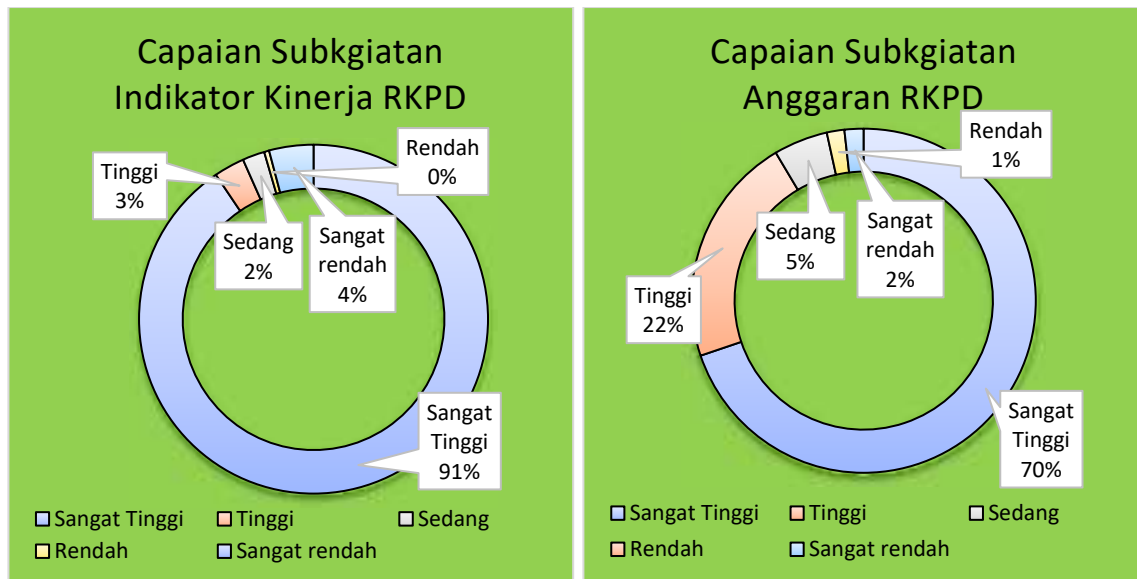 Capaian Subkgiatan
Indikator Kinerja RKPD
Rendah
0%
Tinggi
3%
Sedang
2%
Sangat
rendah
4%
Sangat
Tinggi
91%
Sangat Tinggi
Tinggi
Sedang
Rendah
Sangat rendah
Capaian Subkgiatan
Anggaran RKPD
Rendah
1%
Sedang
5%
Sangat
rendah
2%
Tinggi
22%
Sangat
Tinggi
70%
Sangat Tinggi
Tinggi
Sedang
Rendah
Sangat rendah